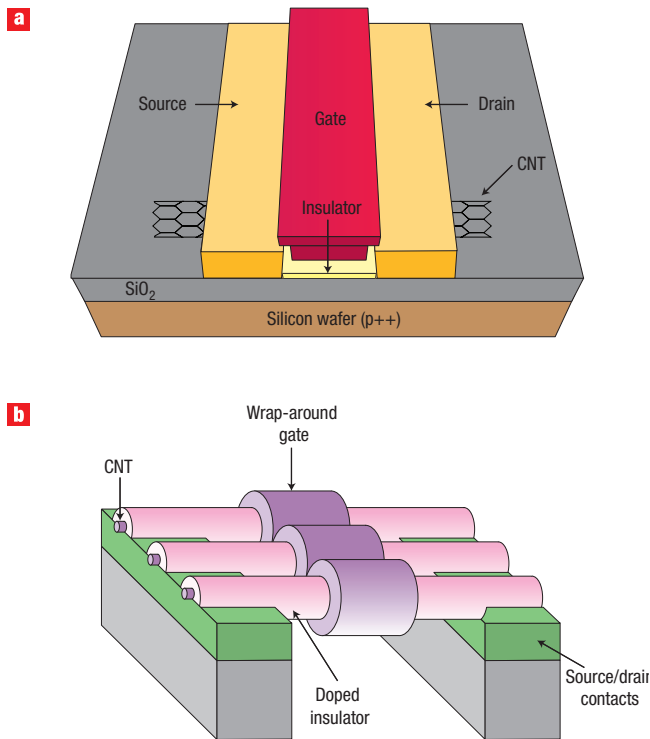 a
Source
Drain
Gate
CNT
Insulator
SiO₂
Silicon wafer (p++)
b
Wrap-around
gate
CNT
Doped
insulator
Source/drain
contacts